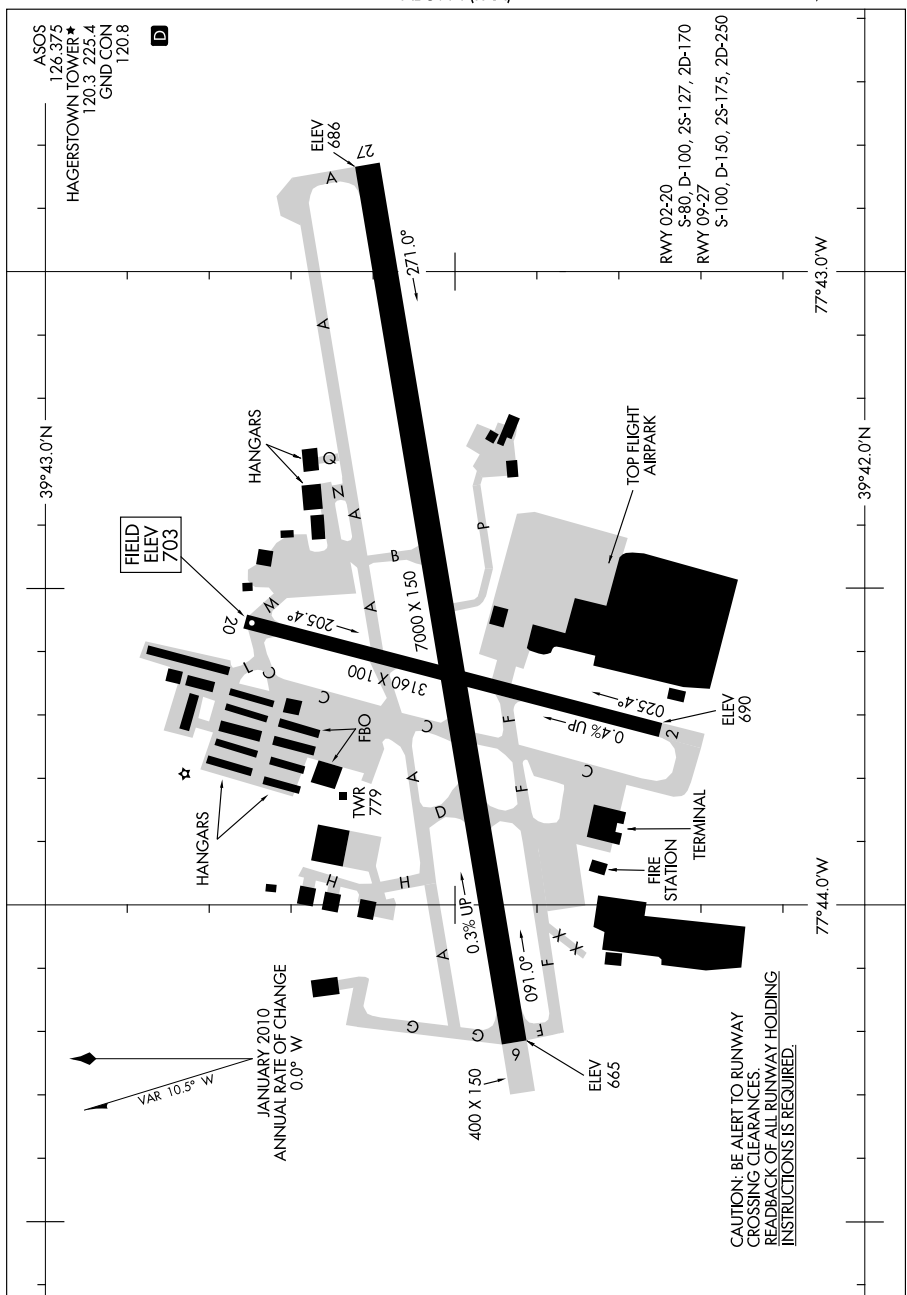 ASOS
126.375
HAGERSTOWN TOWER★
120.3 225.4
GND CON
120.8
D
39°43.0'N
FIELD
ELEV
703
HANGARS
ELEV
686
27
A
A
271.0°
RWY 02-20
S-80, D-100, 2S-127, 2D-170
RWY 09-27
S-100, D-150, 2S-175, 2D-250
77°43.0'W
Q
Z
A
B
P
TOP FLIGHT
AIRPARK
39°42.0'N
20
M
205.4°
A
7000 X 150
3160 X 100
L
C
C
FBO
C
F
025.4°
0.4% UP
2
ELEV
690
HANGARS
TWR
779
A
D
F
C
TERMINAL
FIRE
STATION
77°44.0'W
H
H
A
0.3% UP
091.0°
F
X
X
G
G
F
9
ELEV
665
400 X 150
VAR 10.5° W
JANUARY 2010
ANNUAL RATE OF CHANGE
0.0° W
CAUTION: BE ALERT TO RUNWAY
CROSSING CLEARANCES.
READBACK OF ALL RUNWAY HOLDING
INSTRUCTIONS IS REQUIRED.